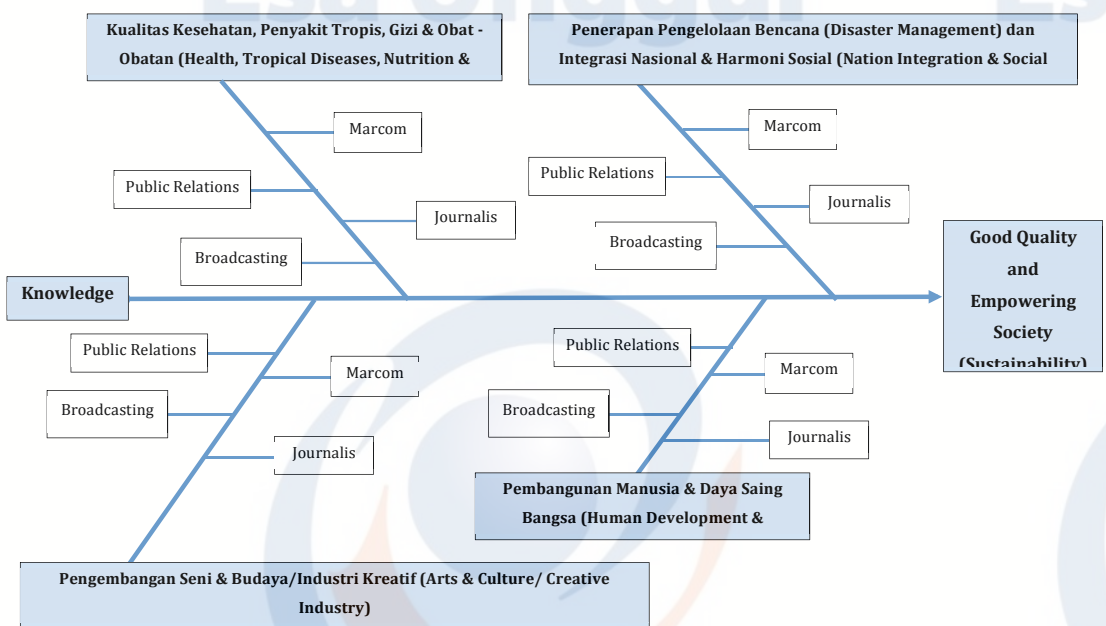 Esa Unggul
Kualitas Kesehatan, Penyakit Tropis, Gizi & Obat -
Obatan (Health, Tropical Diseases, Nutrition &
Penerapan Pengelolaan Bencana (Disaster Management) dan
Integrasi Nasional & Harmoni Sosial (Nation Integration & Social
Marcom
Public Relations
Journalis
Broadcasting
Marcom
Public Relations
Journalis
Broadcasting
Knowledge
Good Quality
and
Empowering
Society
(Sustainability)
Public Relations
Marcom
Broadcasting
Journalis
Public Relations
Marcom
Broadcasting
Journalis
Pembangunan Manusia & Daya Saing
Bangsa (Human Development &
Pengembangan Seni & Budaya/Industri Kreatif (Arts & Culture/ Creative
Industry)